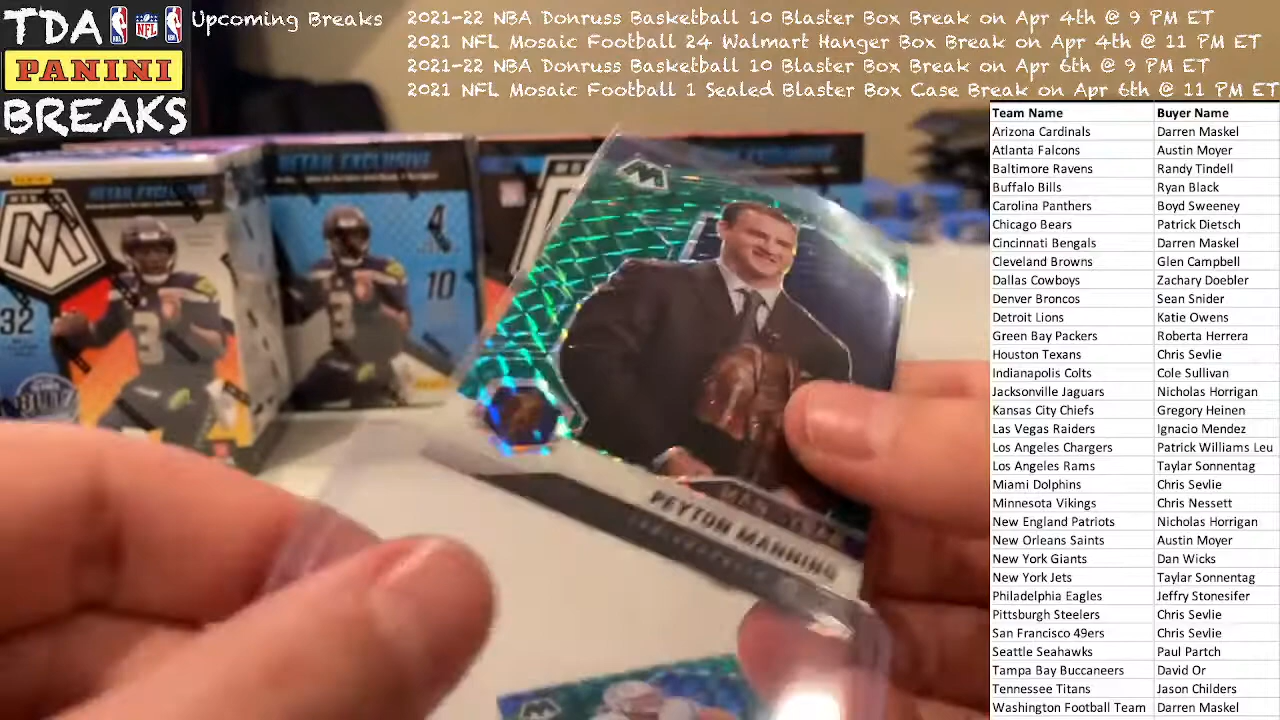 TDA
NBA
NFL
NBA
PANINI
BREAKS
Upcoming Breaks
2021-22 NBA Donruss Basketball 10 Blaster Box Break on Apr 4th @ 9 PM ET
2021 NFL Mosaic Football 24 Walmart Hanger Box Break on Apr 4th @ 11 PM ET
2021-22 NBA Donruss Basketball 10 Blaster Box Break on Apr 6th @ 9 PM ET
2021 NFL Mosaic Football 1 Sealed Blaster Box Case Break on Apr 6th @ 11 PM ET
Team Name Buyer Name
Arizona Cardinals Darren Maskel
Atlanta Falcons Austin Moyer
Baltimore Ravens Randy Tindell
Buffalo Bills Ryan Black
Carolina Panthers Boyd Sweeney
Chicago Bears Patrick Dietsch
Cincinnati Bengals Darren Maskel
Cleveland Browns Glen Campbell
Dallas Cowboys Zachary Doebler
Denver Broncos Sean Snider
Detroit Lions Katie Owens
Green Bay Packers Roberta Herrera
Houston Texans Chris Sevlie
Indianapolis Colts Cole Sullivan
Jacksonville Jaguars Nicholas Horrigan
Kansas City Chiefs Gregory Heinen
Las Vegas Raiders Ignacio Mendez
Los Angeles Chargers Patrick Williams Leu
Los Angeles Rams Taylar Sonnentag
Miami Dolphins Chris Sevlie
Minnesota Vikings Chris Nessett
New England Patriots Nicholas Horrigan
New Orleans Saints Austin Moyer
New York Giants Dan Wicks
New York Jets Taylar Sonnentag
Philadelphia Eagles Jeffry Stonesifer
Pittsburgh Steelers Chris Sevlie
San Francisco 49ers Chris Sevlie
Seattle Seahawks Paul Partch
Tampa Bay Buccaneers David Or
Tennessee Titans Jason Childers
Washington Football Team Darren Maskel
RETAIL EXCLUSIVE
RETAIL EXCLUSIVE
M
32
3
4
10
M
PEYTON MANNING
M